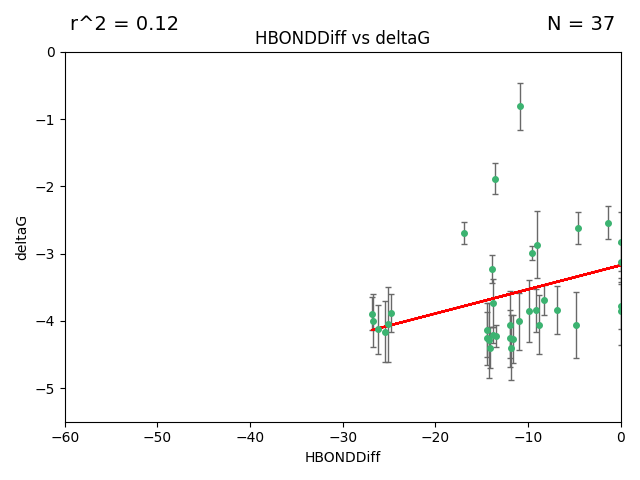 r^2 = 0.12
N = 37
HBONDDiff vs deltaG
0
−1
−2
−3
−4
−5
deltaG
−60
−50
−40
−30
−20
−10
0
HBONDDiff